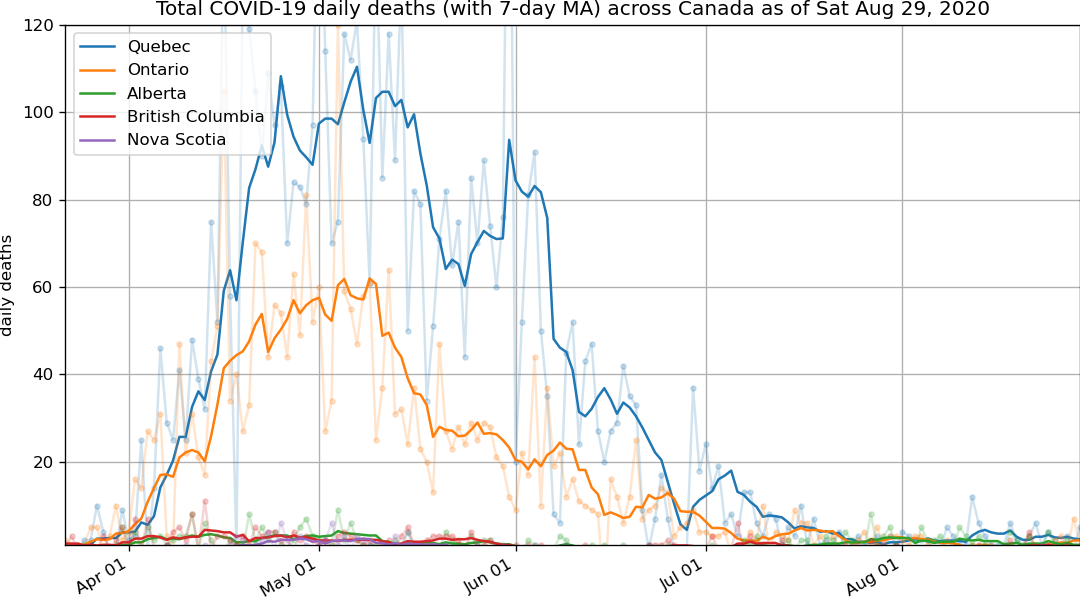 Total COVID-19 daily deaths (with 7-day MA) across Canada as of Sat Aug 29, 2020
daily deaths
120
100
80
60
40
20
Quebec
Ontario
Alberta
British Columbia
Nova Scotia
Apr 01
May 01
Jun 01
Jul 01
Aug 01